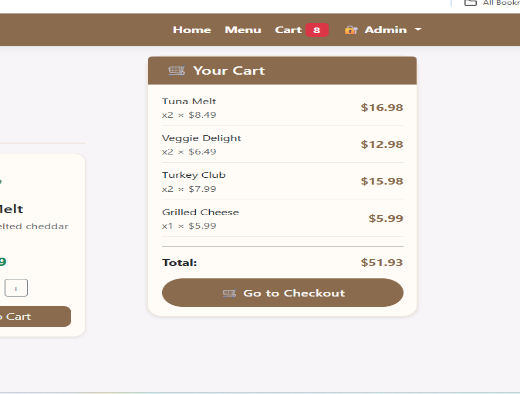 All Book
Home Menu Cart 8 Admin
Your Cart
Tuna Melt
x2 × $8.49
$16.98
Veggie Delight
x2 × $6.49
$12.98
Turkey Club
x2 × $7.99
$15.98
Grilled Cheese
x1 × $5.99
$5.99
Total: $51.93
Go to Checkout
elt
elted cheddar
9
Cart